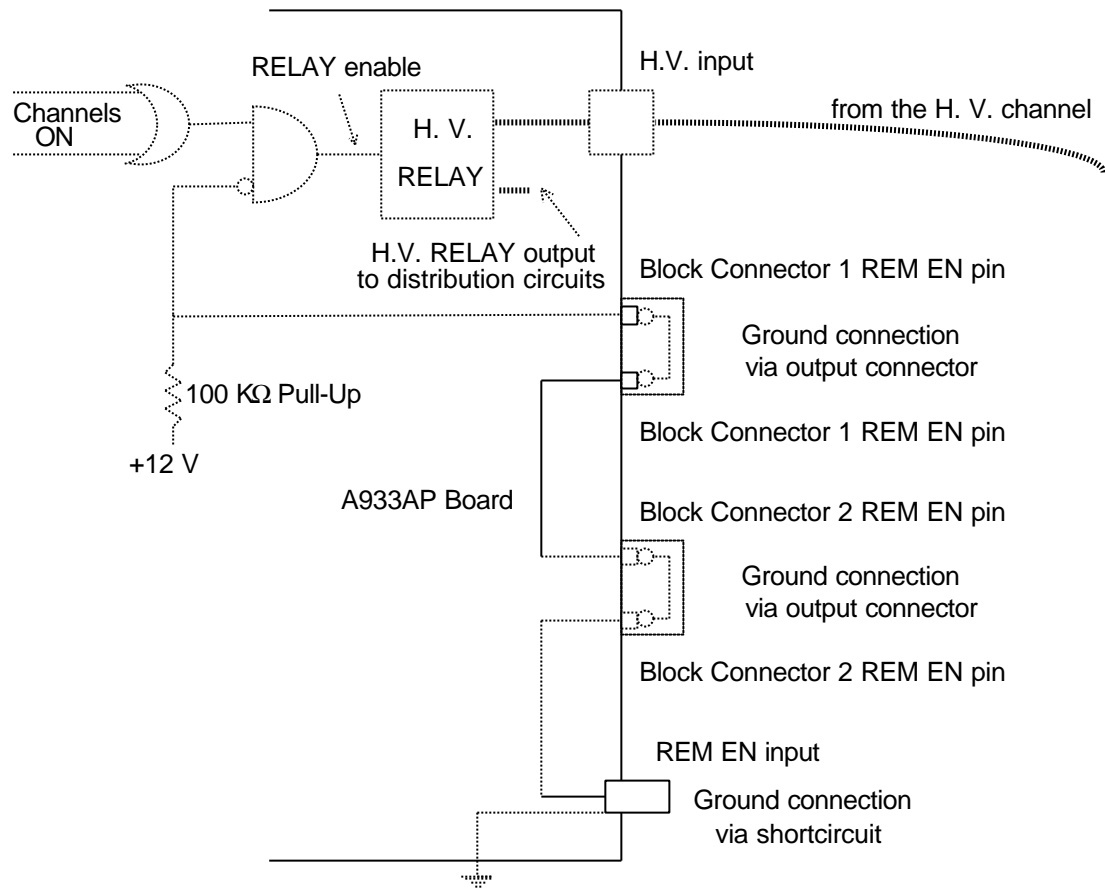 H.V. input
RELAY enable
Channels
ON
from the H. V. channel
H. V.
RELAY
H.V. RELAY output
to distribution circuits
Block Connector 1 REM EN pin
Ground connection
via output connector
100 KΩ Pull-Up
Block Connector 1 REM EN pin
+12 V
A933AP Board
Block Connector 2 REM EN pin
Ground connection
via output connector
Block Connector 2 REM EN pin
REM EN input
Ground connection
via shortcircuit